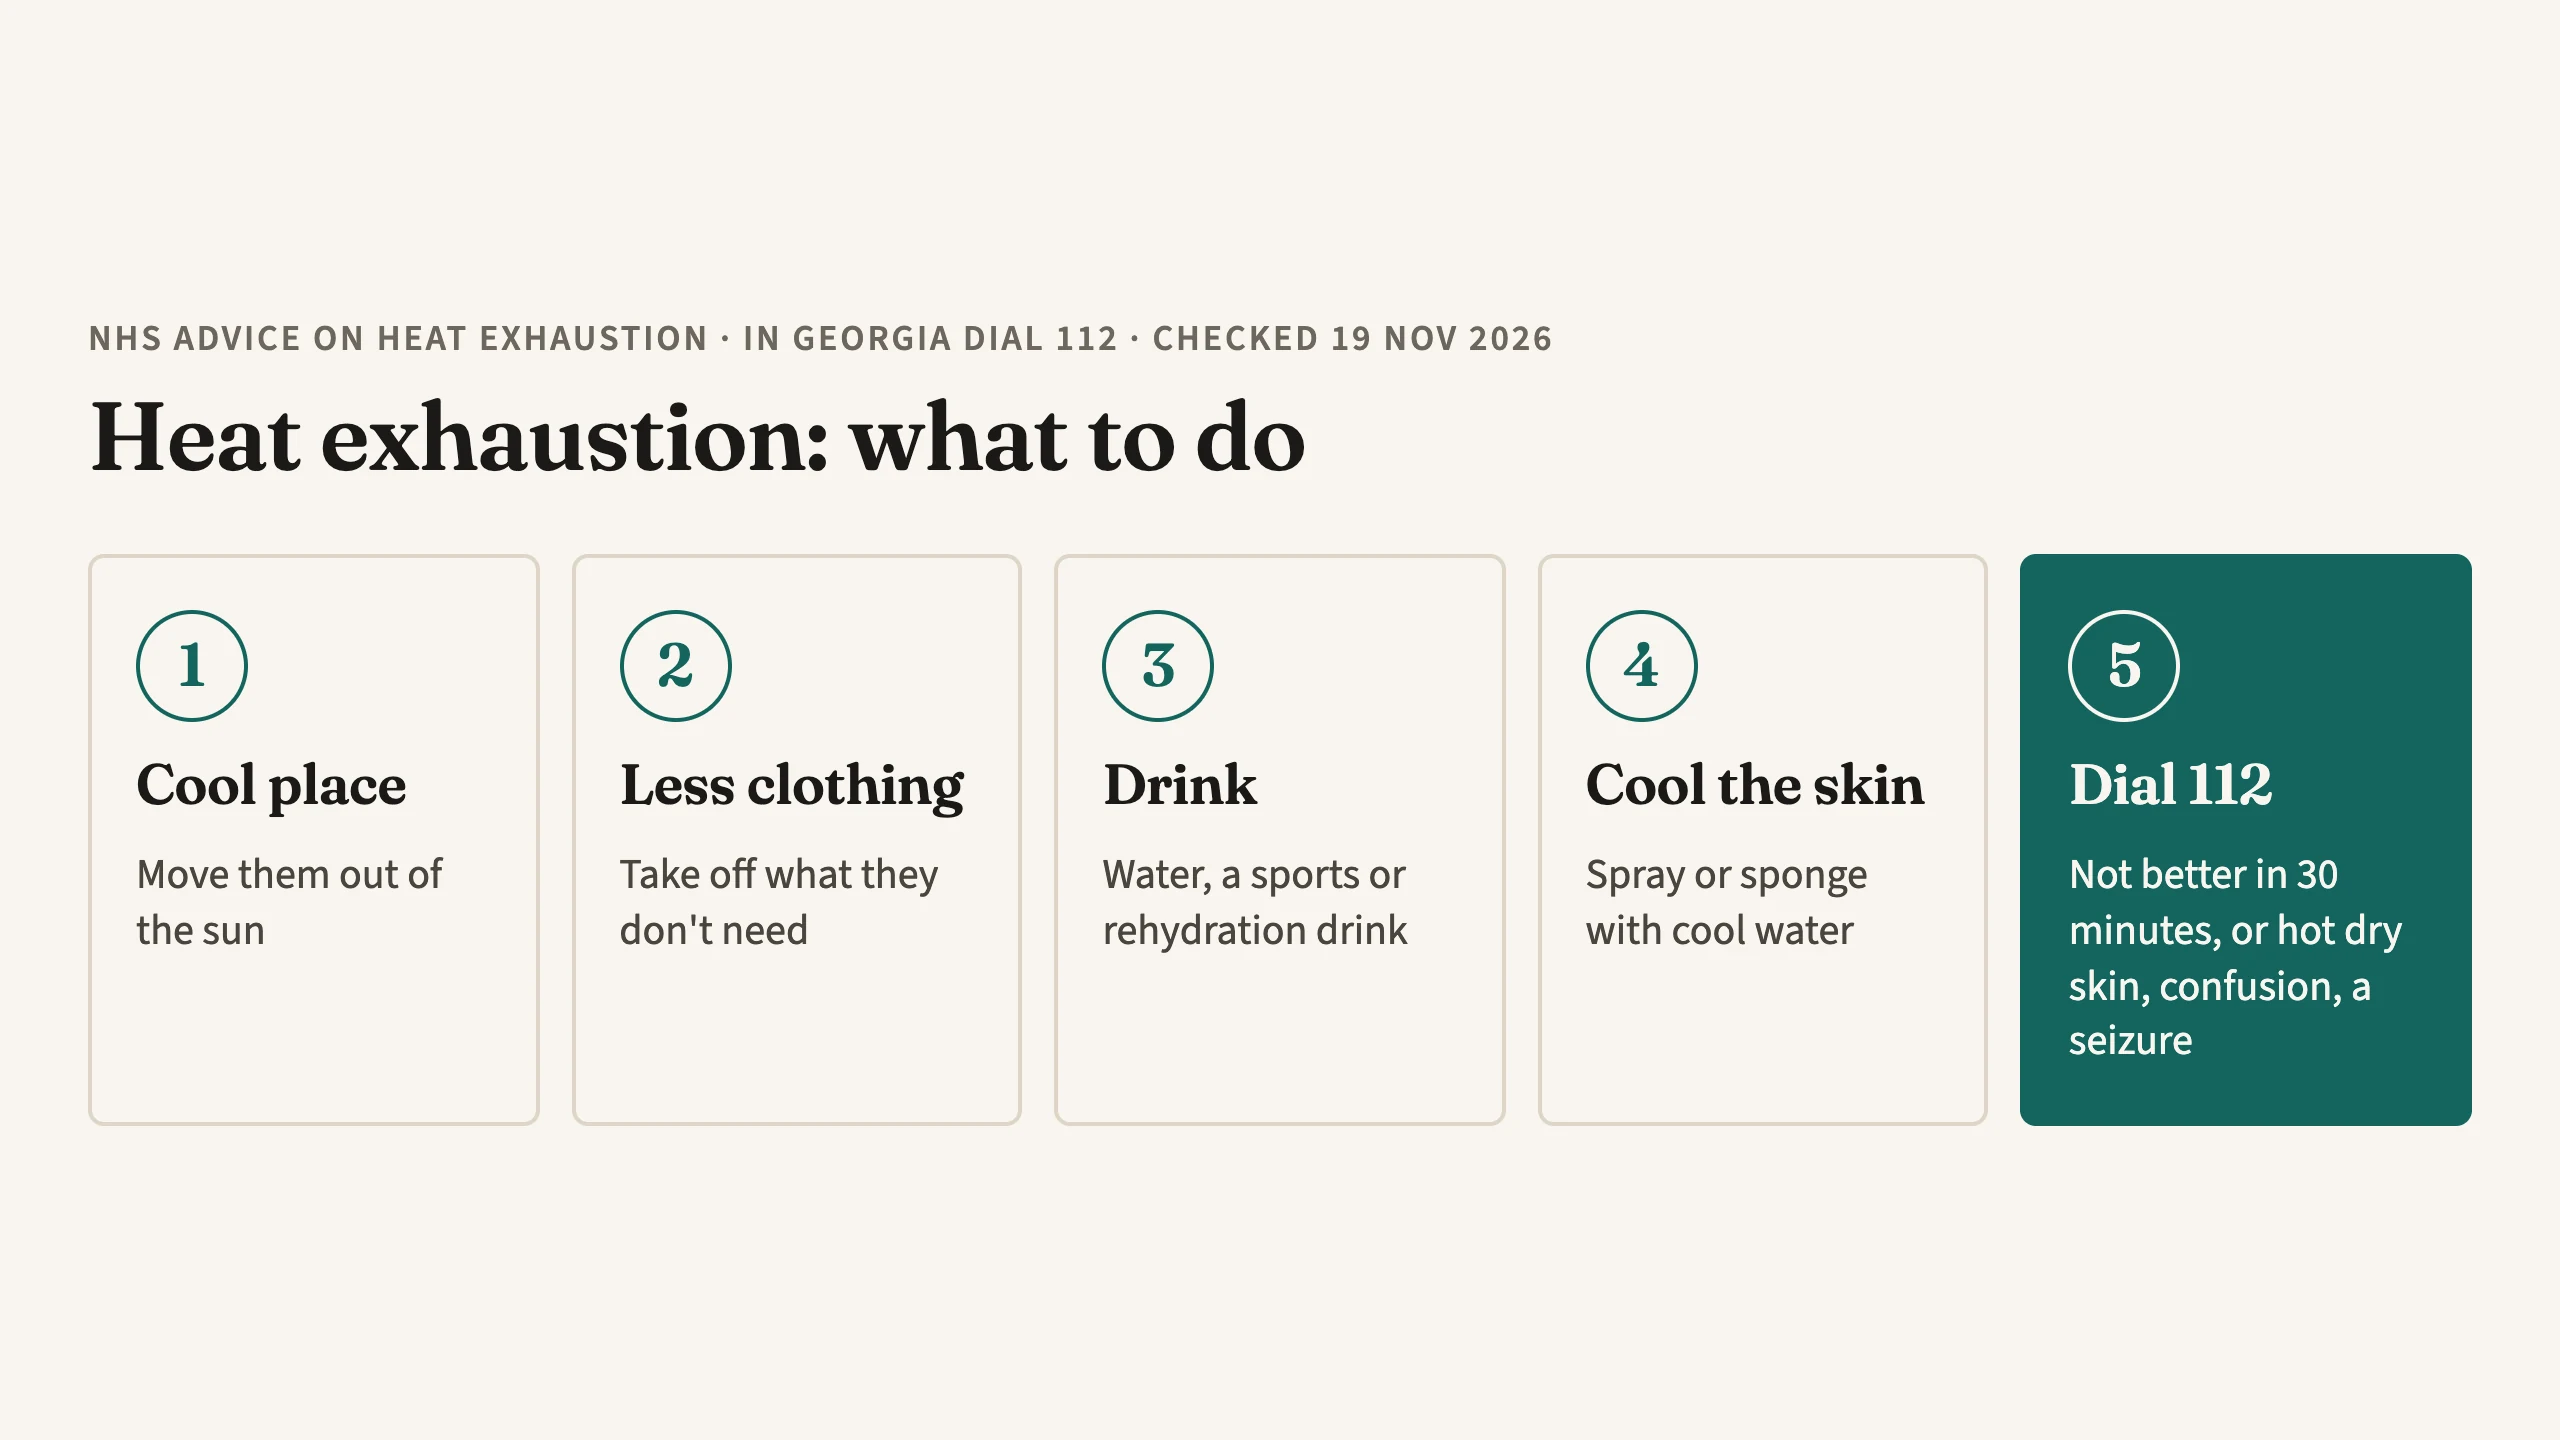 NHS ADVICE ON HEAT EXHAUSTION · IN GEORGIA DIAL 112 · CHECKED 19 NOV 2026
Heat exhaustion: what to do
1
Cool place
Move them out of
the sun
2
Less clothing
Take off what they
don't need
3
Drink
Water, a sports or
rehydration drink
4
Cool the skin
Spray or sponge
with cool water
5
Dial 112
Not better in 30
minutes, or hot dry
skin, confusion, a
seizure